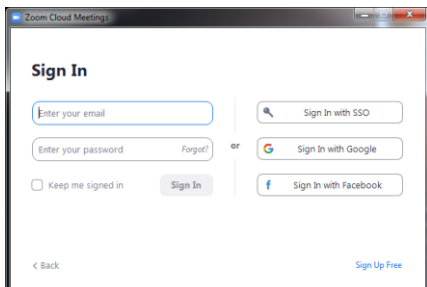 Zoom Cloud Meetings
Sign In
Enter your email
Enter your password Forgot?
Keep me signed in Sign In
or
Sign In with SSO
Sign In with Google
Sign In with Facebook
< Back
Sign Up Free